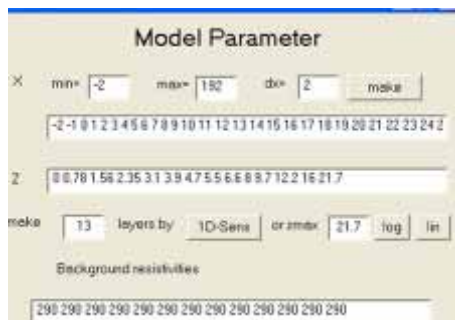 Model Parameter
X min= -2 max= 192 dx= 2 make
-2 -1 0 1 2 3 4 5 6 7 8 9 10 11 12 13 14 15 16 17 18 19 20 21 22 23 24 2
Z 0 0.78 1.56 2.35 3.1 3.9 4.7 5.5 6.6 8 9.7 12.2 16 21.7
make 13 layers by 1D-Sens or zmax 21.7 log lin
Background resistivities
290 290 290 290 290 290 290 290 290 290 290 290 290